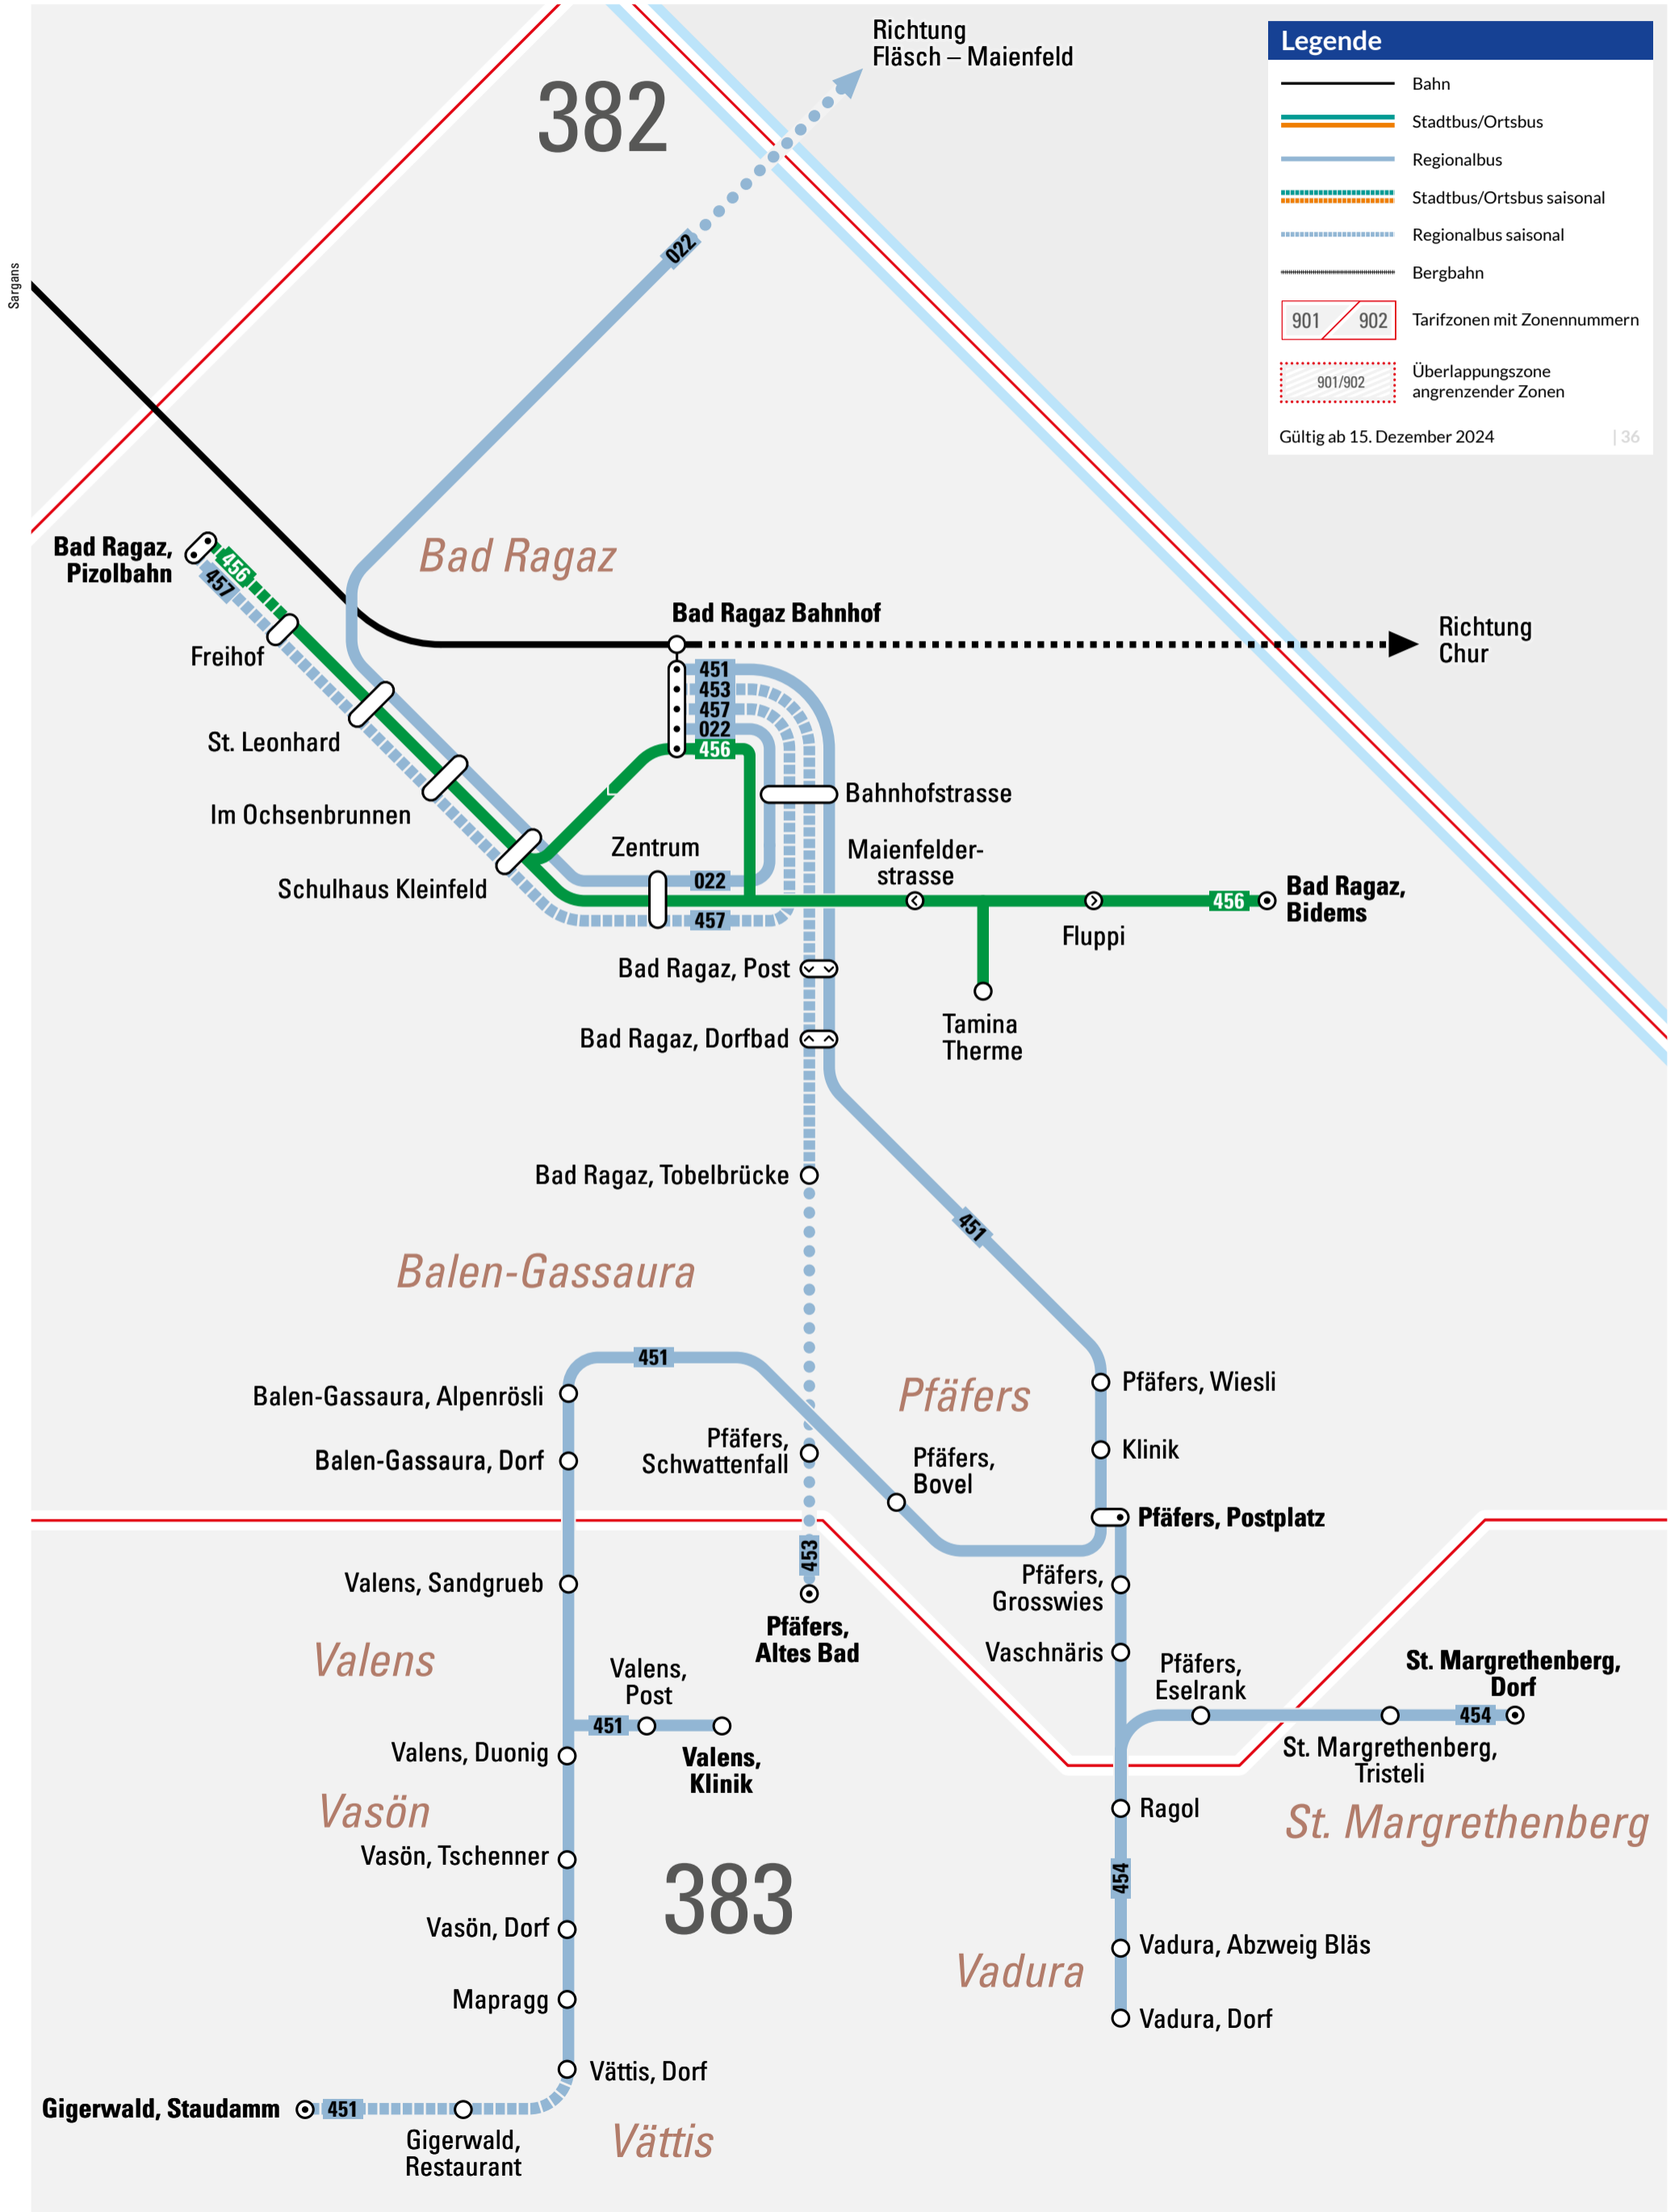 Richtung
Fläsch – Maienfeld
382
022
Sargans
Legende
Bahn
Stadtbus/Ortsbus
Regionalbus
Stadtbus/Ortsbus saisonal
Regionalbus saisonal
Bergbahn
901 902
Tarifzonen mit Zonennummern
901/902
Überlappungszone
angrenzender Zonen
Gültig ab 15. Dezember 2024
| 36
Bad Ragaz,
Pizolbahn
456
457
Bad Ragaz
Bad Ragaz Bahnhof
Richtung
Chur
Freihof
451
453
457
022
456
St. Leonhard
Im Ochsenbrunnen
Bahnhofstrasse
Zentrum
Maienfelder-
strasse
Schulhaus Kleinfeld
022
457
456
Bad Ragaz,
Bidems
Fluppi
Bad Ragaz, Post
Tamina
Therme
Bad Ragaz, Dorfbad
Bad Ragaz, Tobelbrücke
451
Balen-Gassaura
451
Balen-Gassaura, Alpenrösli
Pfäfers
Pfäfers, Wiesli
Balen-Gassaura, Dorf
Pfäfers,
Schwattenfall
Pfäfers,
Bovel
Klinik
Pfäfers, Postplatz
453
Valens, Sandgrueb
Pfäfers,
Grosswies
Pfäfers,
Altes Bad
Valens
Vaschnäris
Valens,
Post
Pfäfers,
Eselrank
St. Margrethenberg,
Dorf
451
454
Valens, Duonig
Valens,
Klinik
St. Margrethenberg,
Tristeli
Vasön
Ragol
St. Margrethenberg
Vasön, Tschenner
383
454
Vasön, Dorf
Vadura, Abzweig Bläs
Vadura
Mapragg
Vadura, Dorf
Vättis, Dorf
Gigerwald, Staudamm
451
Gigerwald,
Restaurant
Vättis